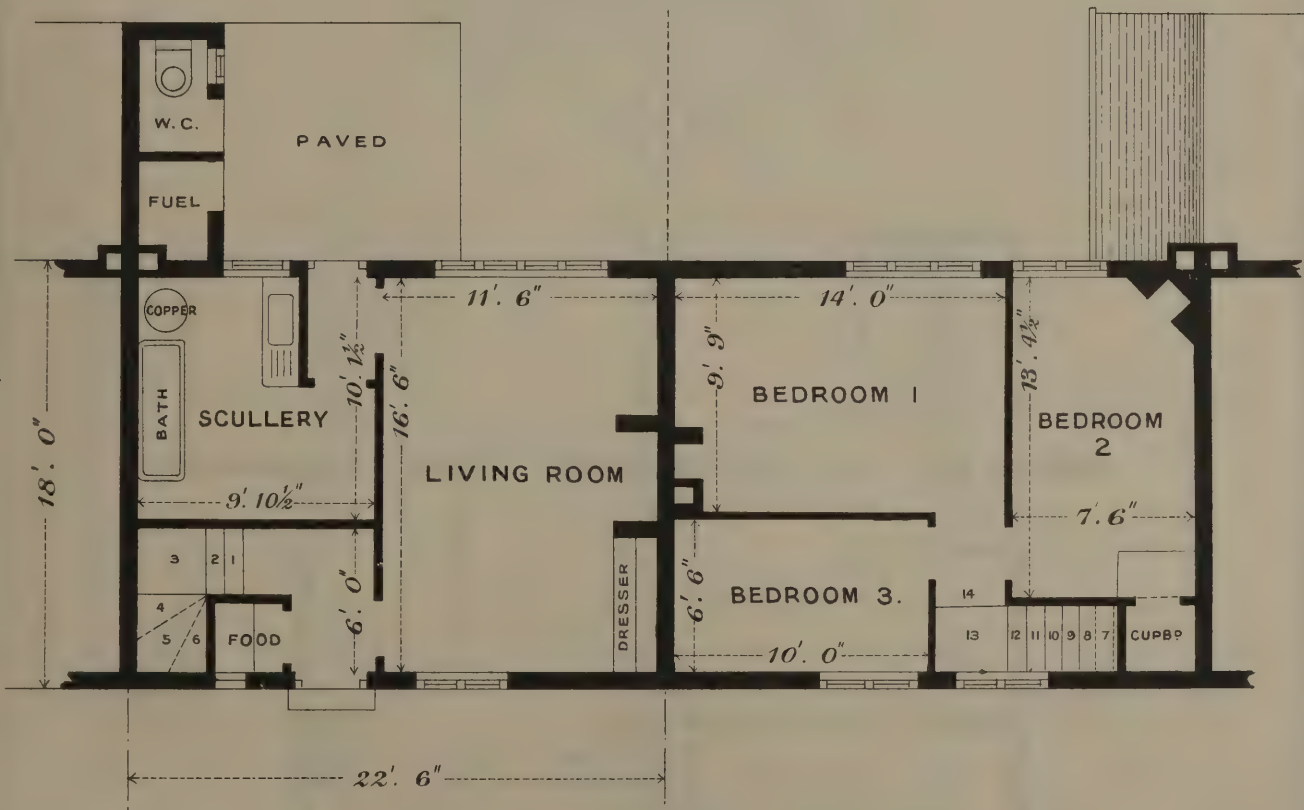 W.C.
PAVED
FUEL
11'. 6"
14'. 0"
COPPER
BATH
SCULLERY
10'. 1½"
16'. 6"
9'. 9"
13'. 4½"
BEDROOM 1
BEDROOM
2
18'. 0"
LIVING ROOM
9'. 10½"
7'. 6"
3
2
1
4
5
6
FOOD
6'. 0"
DRESSER
6'. 6"
BEDROOM 3.
10'. 0"
14
13
12
11
10
9
8
7
CUPBD
22'. 6"